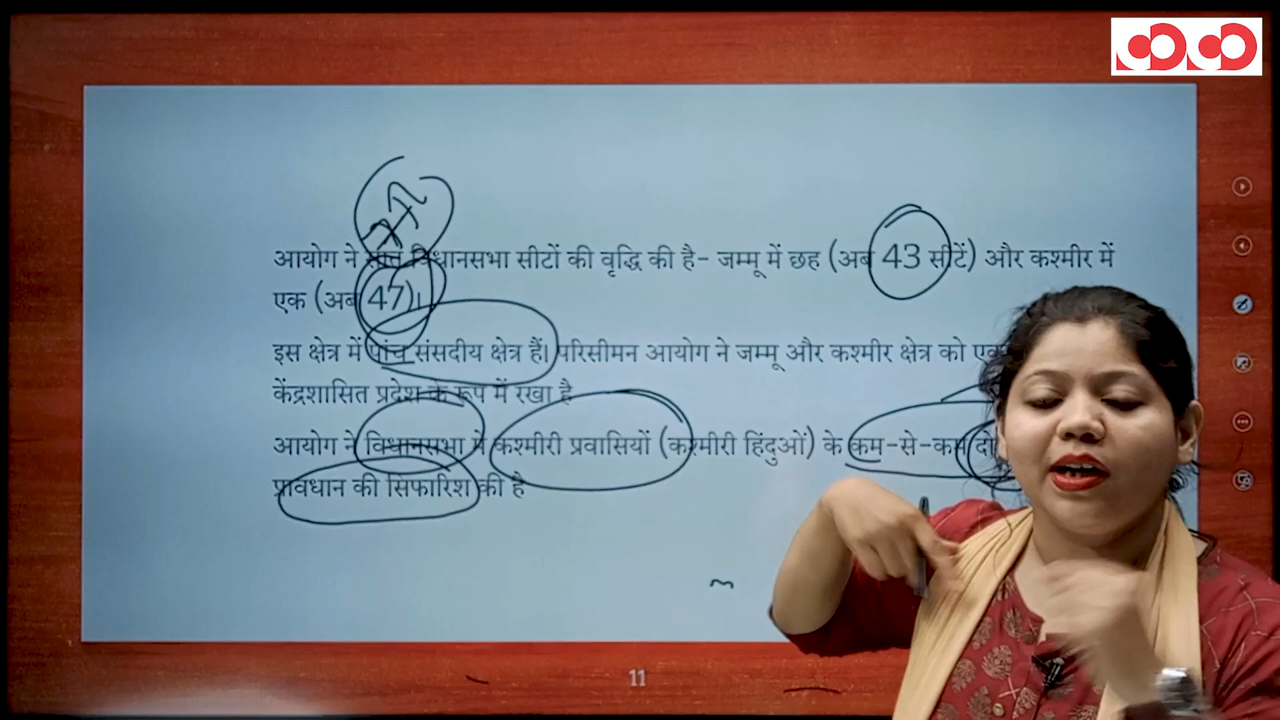 आयोग ने सात विधानसभा सीटों की वृद्धि की है- जम्मू में छह (अब 43 सीटें) और कश्मीर में
एक (अब 47)।
इस क्षेत्र में पांच संसदीय क्षेत्र हैं। परिसीमन आयोग ने जम्मू और कश्मीर क्षेत्र को
केंद्रशासित प्रदेश के रूप में रखा है
आयोग ने विधानसभा में कश्मीरी प्रवासियों (कश्मीरी हिंदुओं) के कम-से-कम
प्रावधान की सिफारिश की है
11